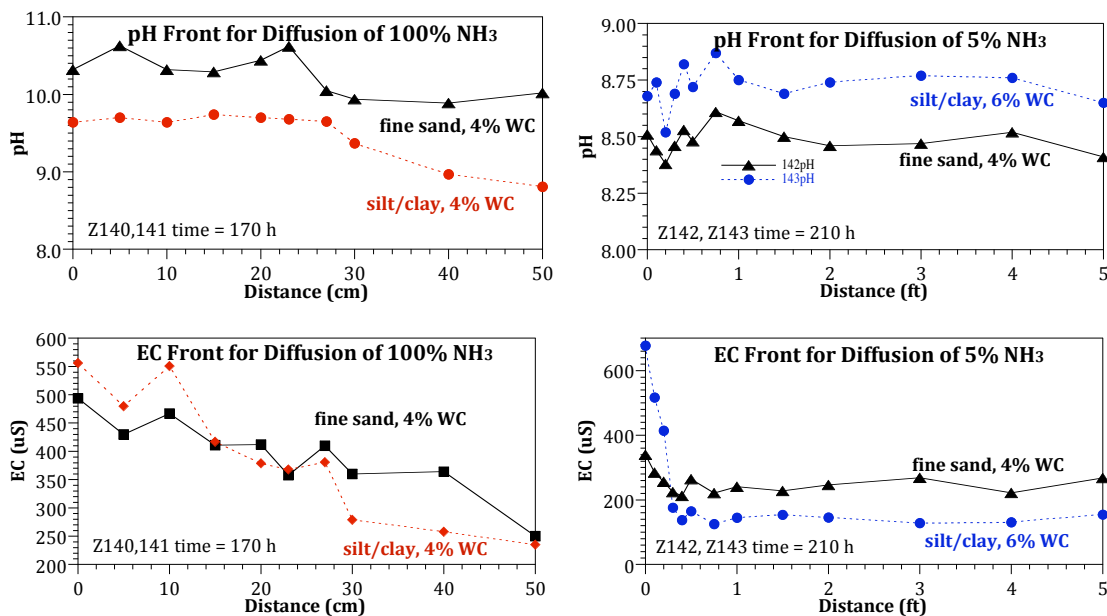 pH Front for Diffusion of 100% NH3
11.0
10.0
9.0
8.0
pH
fine sand, 4% WC
silt/clay, 4% WC
Z140,141 time = 170 h
0 10 20 30 40 50
Distance (cm)
pH Front for Diffusion of 5% NH3
9.00
8.75
8.50
8.25
8.00
pH
silt/clay, 6% WC
fine sand, 4% WC
142pH
143pH
Z142, Z143 time = 210 h
0 1 2 3 4 5
Distance (ft)
EC Front for Diffusion of 100% NH3
600
550
500
450
400
350
300
250
200
EC (uS)
fine sand, 4% WC
silt/clay, 4% WC
Z140,141 time = 170 h
0 10 20 30 40 50
Distance (cm)
EC Front for Diffusion of 5% NH3
600
400
200
0
EC (uS)
fine sand, 4% WC
silt/clay, 6% WC
Z142, Z143 time = 210 h
0 1 2 3 4 5
Distance (ft)